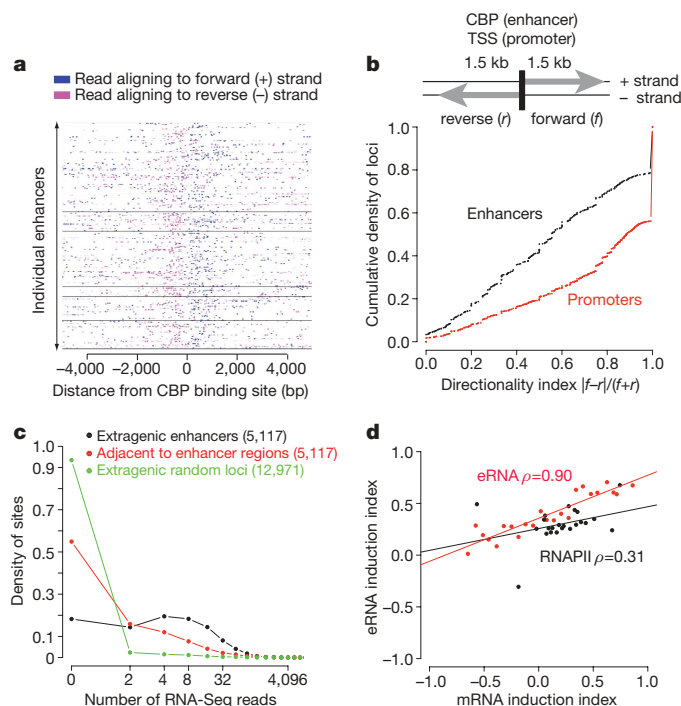 a
Read aligning to forward (+) strand
Read aligning to reverse (–) strand
Individual enhancers
–4,000 –2,000 0 2,000 4,000
Distance from CBP binding site (bp)
b
CBP (enhancer)
TSS (promoter)
1.5 kb 1.5 kb
+ strand
– strand
reverse (r) forward (f)
Cumulative density of loci
1.0
0.8
0.6
0.4
0.2
0.0
Enhancers
Promoters
0.0 0.2 0.4 0.6 0.8 1.0
Directionality index |f–r|/(f+r)
c
Extragenic enhancers (5,117)
Adjacent to enhancer regions (5,117)
Extragenic random loci (12,971)
Density of sites
1.0
0.9
0.5
0.1
0
0 2 4 8 32 4,096
Number of RNA-Seq reads
d
eRNA induction index
1.0
0.5
0.0
–0.5
–1.0
eRNA ρ=0.90
RNAPII ρ=0.31
–1.0 –0.5 0.0 0.5 1.0
mRNA induction index